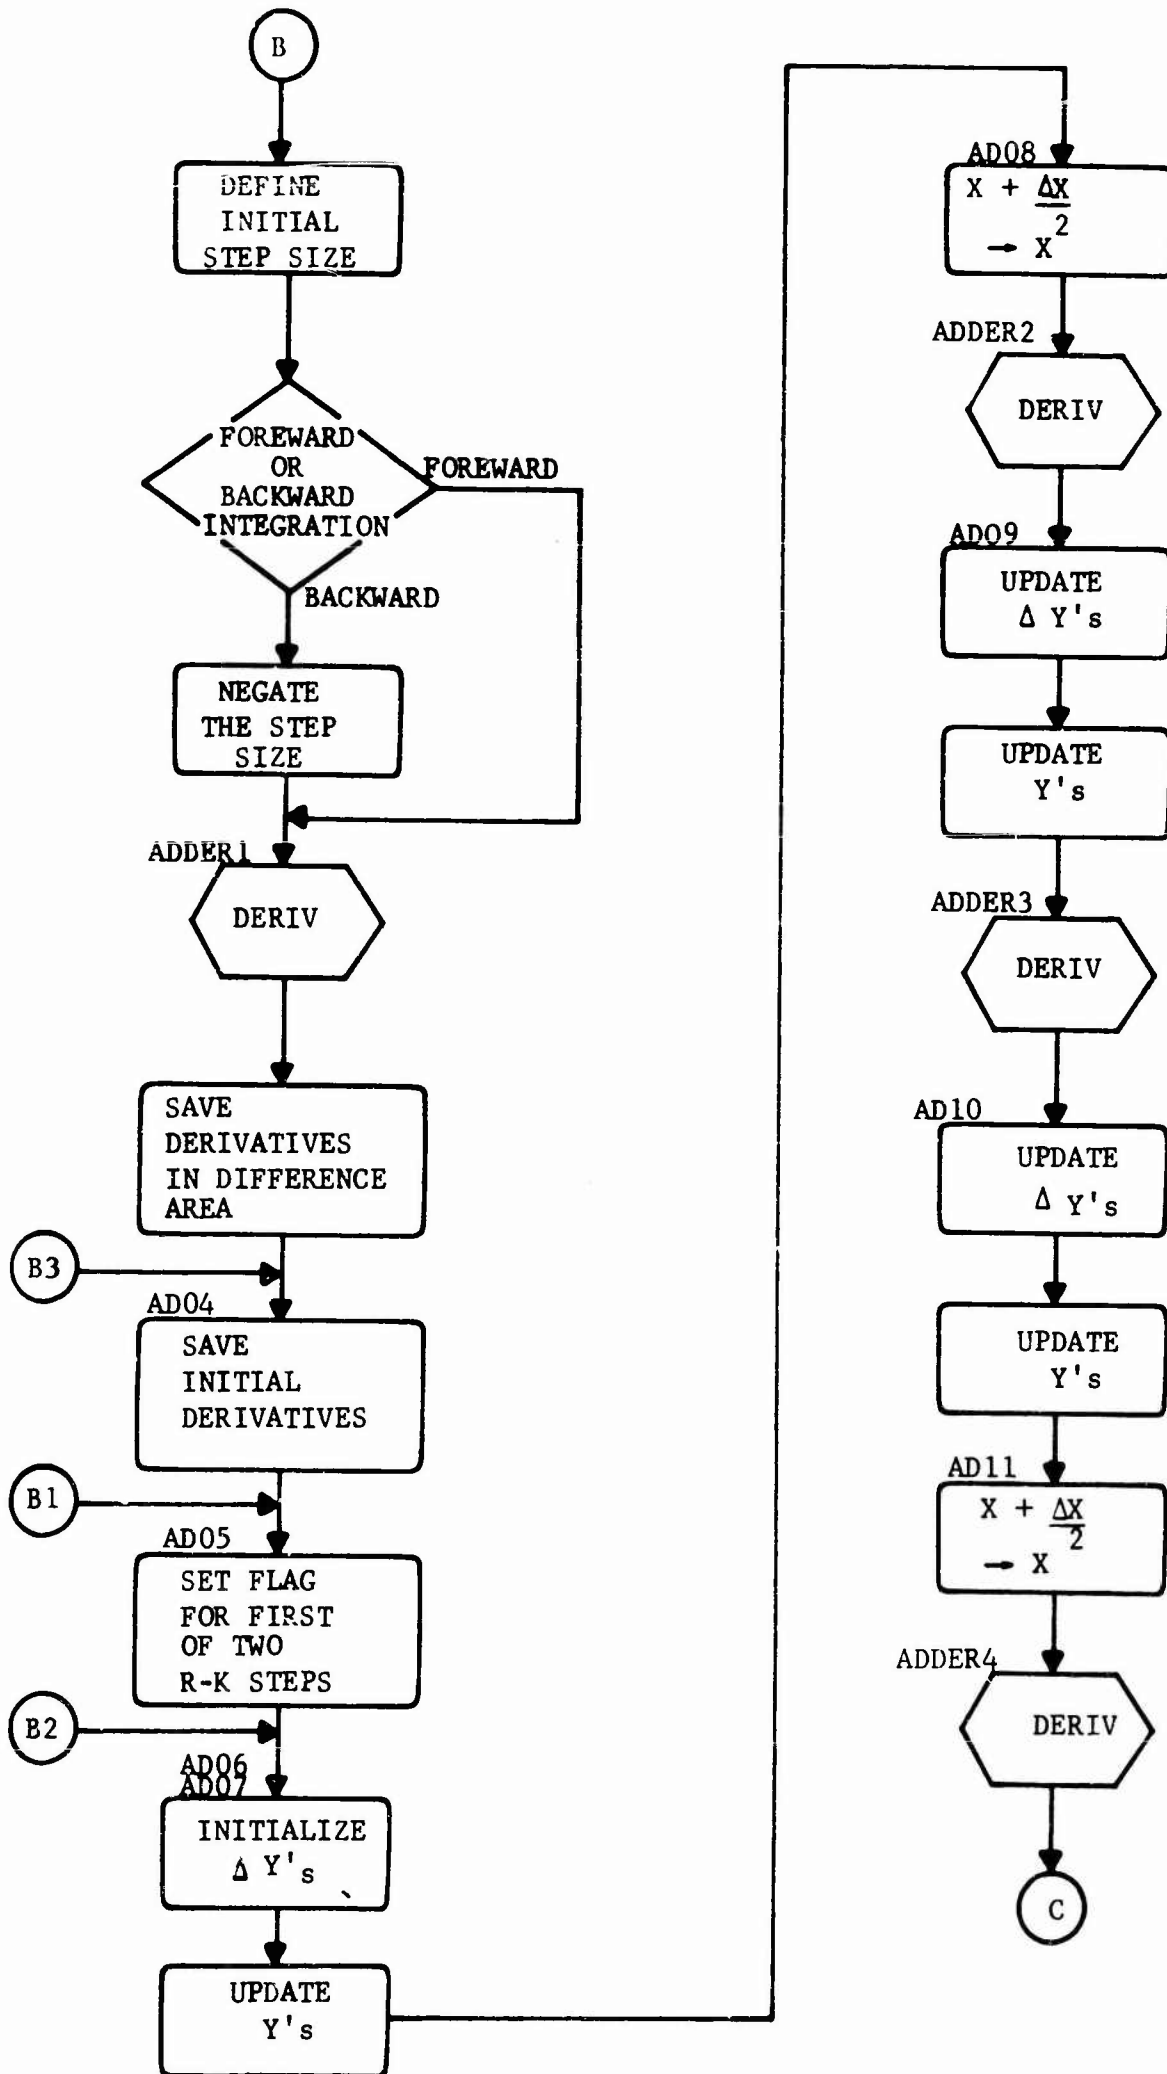 B
DEFINE
INITIAL
STEP SIZE
FOREWARD
OR
BACKWARD
INTEGRATION
FOREWARD
BACKWARD
NEGATE
THE STEP
SIZE
ADDER1
DERIV
SAVE
DERIVATIVES
IN DIFFERENCE
AREA
B3
AD04
SAVE
INITIAL
DERIVATIVES
B1
AD05
SET FLAG
FOR FIRST
OF TWO
R-K STEPS
B2
AD06
AD07
INITIALIZE
Δ Y's
UPDATE
Y's
AD08
X + ΔX
2
→ X
ADDER2
DERIV
AD09
UPDATE
Δ Y's
UPDATE
Y's
ADDER3
DERIV
AD10
UPDATE
Δ Y's
UPDATE
Y's
AD11
X + ΔX
2
→ X
ADDER4
DERIV
C